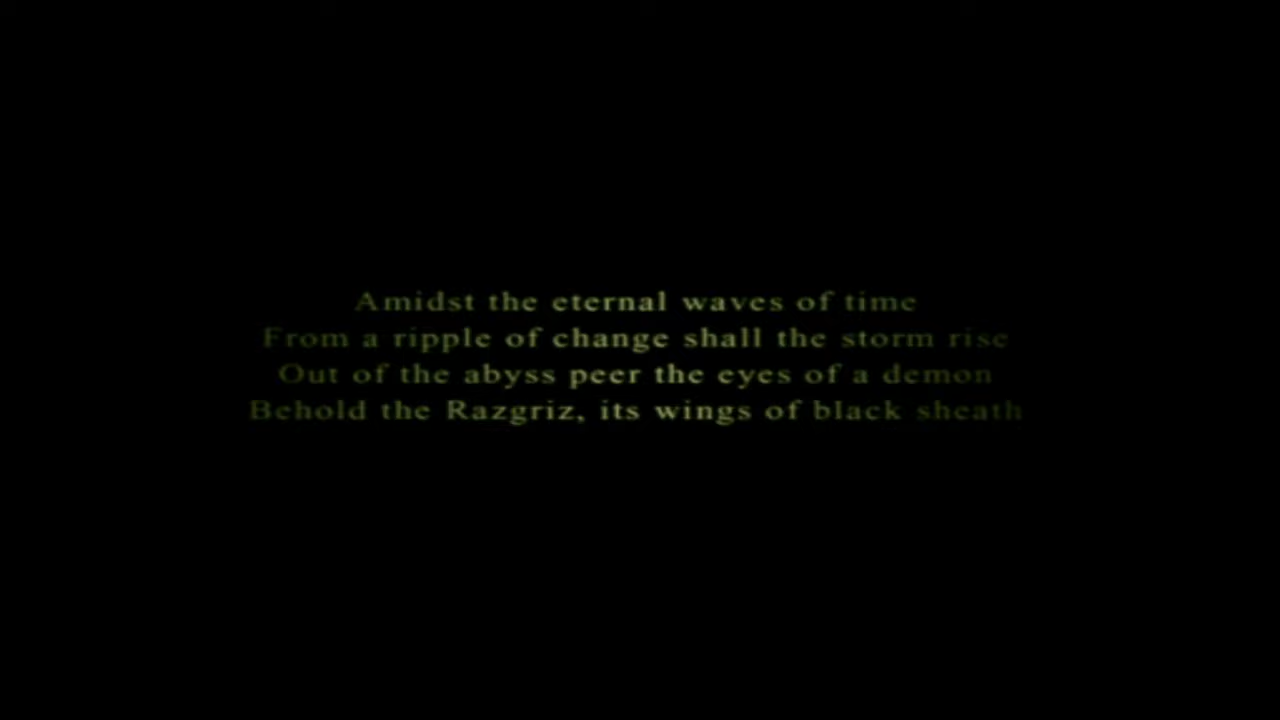 Amidst the eternal waves of time
From a ripple of change shall the storm rise
Out of the abyss peer the eyes of a demon
Behold the Razgriz, its wings of black sheath